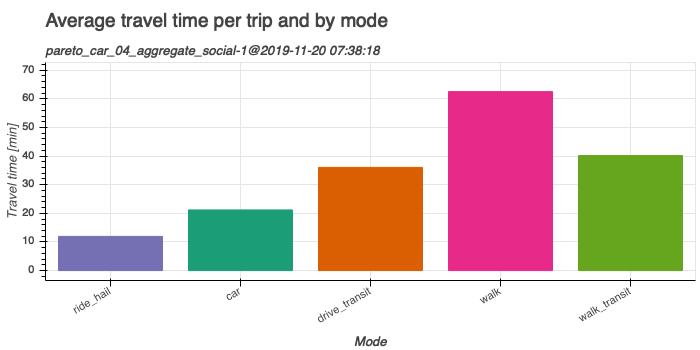 Average travel time per trip and by mode
pareto_car_04_aggregate_social-1@2019-11-20 07:38:18
Travel time [min]
70
60
50
40
30
20
10
0
ride_hail
car
drive_transit
walk
walk_transit
Mode